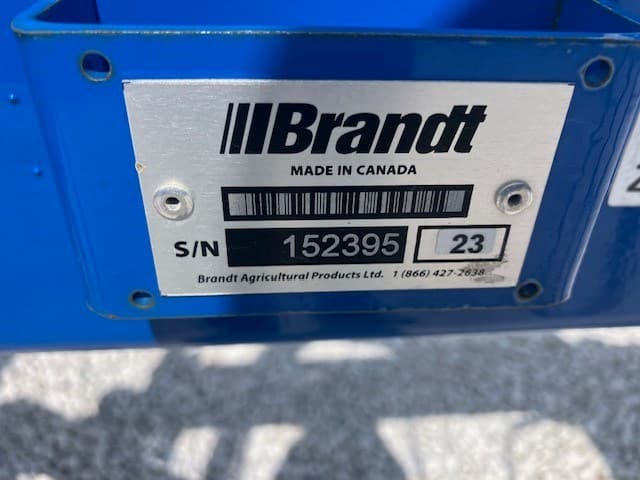 Brandt
MADE IN CANADA
S/N 152395 23
Brandt Agricultural Products Ltd. 1 (866) 427-2638